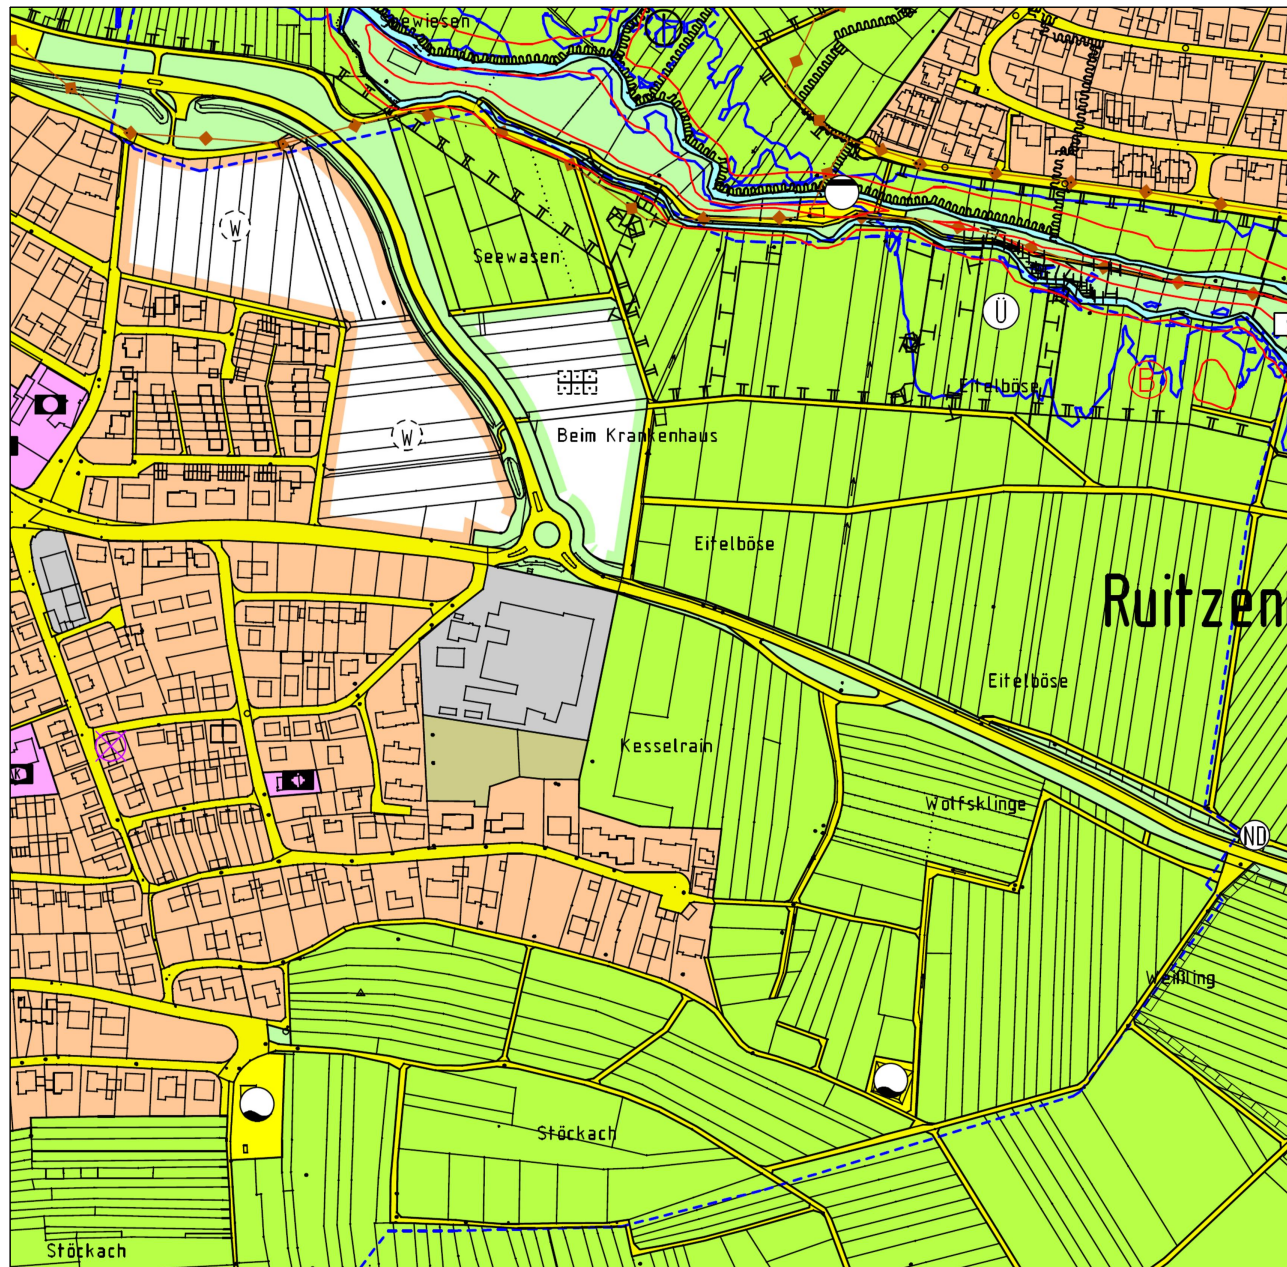 Seewiesen
W
Seewasen
Ü
Eitelböse
B
W
Beim Krankenhaus
Eitelböse
Ruitzen
Eitelböse
Kesselrain
K
Wolfsklinge
ND
Weißling
Stöckach
Stöckach